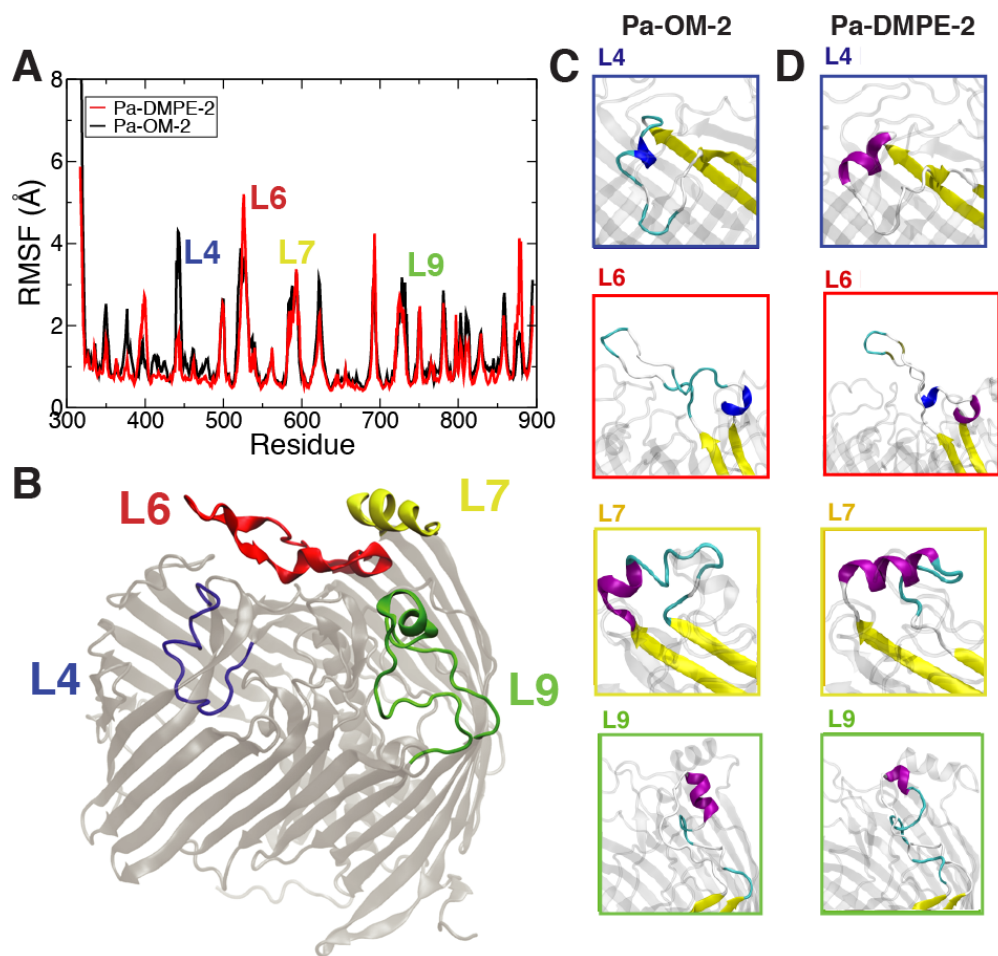 Pa-OM-2 Pa-DMPE-2
A C D
L4 L4
8
6
4
2
0
RMSF (Å)
Pa-DMPE-2
Pa-OM-2
L6
L4 L7 L9
300 400 500 600 700 800 900
Residue
L6 L6
B
L6 L7
L4 L9
L7 L7
L9 L9